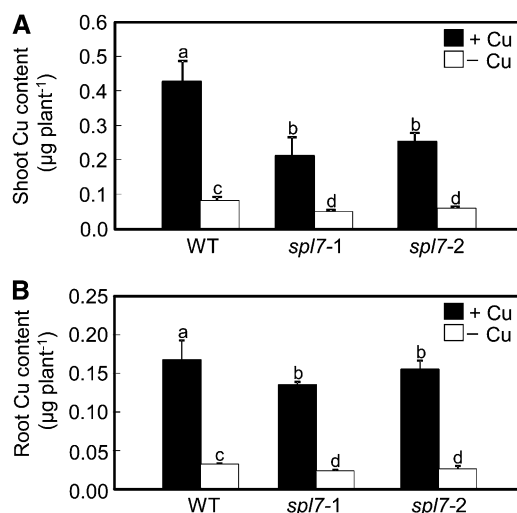 A
Shoot Cu content
(µg plant⁻¹)
0.6
0.5
0.4
0.3
0.2
0.1
0.0
+ Cu
− Cu
a
c
b
d
b
d
WT
spl7-1
spl7-2
B
Root Cu content
(µg plant⁻¹)
0.25
0.20
0.15
0.10
0.05
0.00
+ Cu
− Cu
a
c
b
d
b
d
WT
spl7-1
spl7-2